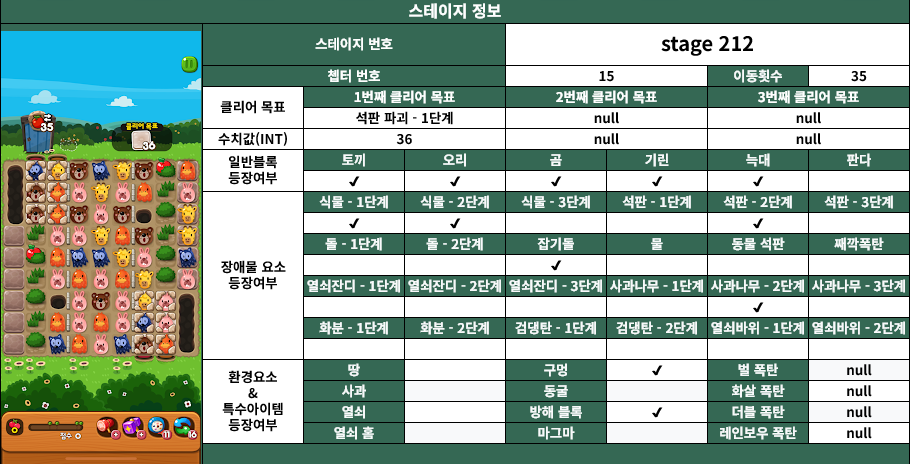 스테이지 정보
스테이지 번호 stage 212
챕터 번호 15 이동횟수 35
클리어 목표 1번째 클리어 목표 2번째 클리어 목표 3번째 클리어 목표
석판 파괴 - 1단계 null null
수치값(INT) 36 null null
일반블록 등장여부 토끼 오리 곰 기린 늑대 판다
✓ ✓ ✓ ✓ ✓
장애물 요소 등장여부 식물 - 1단계 식물 - 2단계 식물 - 3단계 석판 - 1단계 석판 - 2단계 석판 - 3단계
✓ ✓ ✓
돌 - 1단계 돌 - 2단계 잡기돌 물 동물 석판 째깍폭탄
✓
열쇠잔디 - 1단계 열쇠잔디 - 2단계 열쇠잔디 - 3단계 사과나무 - 1단계 사과나무 - 2단계 사과나무 - 3단계
✓
화분 - 1단계 화분 - 2단계 검댕탄 - 1단계 검댕탄 - 2단계 열쇠바위 - 1단계 열쇠바위 - 2단계
환경요소 & 특수아이템 등장여부 땅 구멍 ✓ 벌 폭탄 null
사과 동굴 화살 폭탄 null
열쇠 방해 블록 ✓ 더블 폭탄 null
열쇠 홈 마그마 레인보우 폭탄 null
35
클리어 목표
36
점수 0
11
16